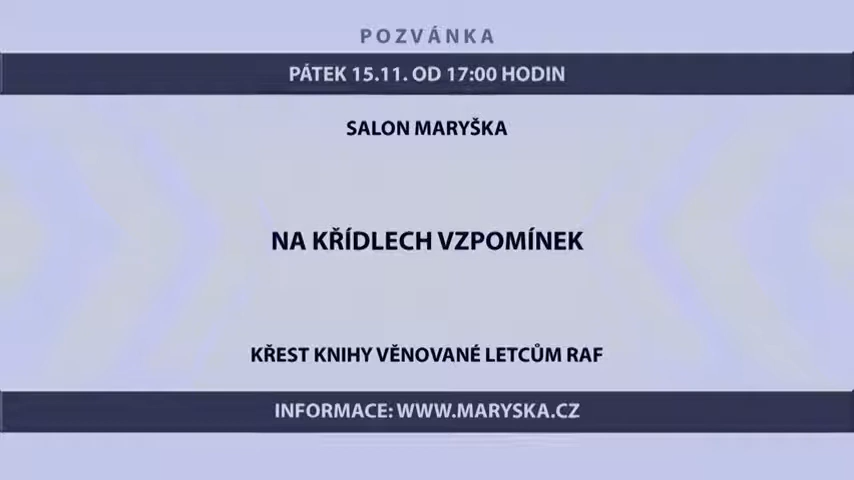 POZVÁNKA
PÁTEK 15.11. OD 17:00 HODIN
SALON MARYŠKA
NA KŘÍDLECH VZPOMÍNEK
KŘEST KNIHY VĚNOVANÉ LETCŮM RAF
INFORMACE: WWW.MARYSKA.CZ